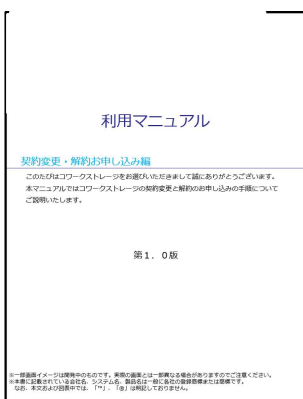 利用マニュアル
契約変更・解約お申し込み編
このたびはコワークストレージをお選びいただきまして誠にありがとうございます。
本マニュアルではコワークストレージの契約変更と解約のお申し込みの手順について
ご説明いたします。
第1．0版
※一部画面イメージは開発中のものです。実際の画面とは一部異なる場合がありますのでご注意ください。
※本書に記載されている会社名、システム名、製品名は一般に各社の登録商標または商標です。
なお、本文および図表中では、「™」、「®」は明記しておりません。